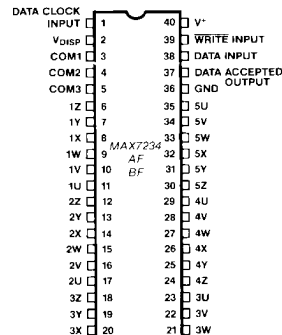 DATA CLOCK
INPUT 1 40 V+
VDISP 2 39 WRITE INPUT
COM1 3 38 DATA INPUT
COM2 4 37 DATA ACCEPTED
OUTPUT
COM3 5 36 GND
1Z 6 35 5U
1Y 7 34 5V
1X 8 33 5W
MAX7234
1W 9 32 5X
AF
1V 10 31 5Y
BF
1U 11 30 5Z
2Z 12 29 4U
2Y 13 28 4V
2X 14 27 4W
2W 15 26 4X
2V 16 25 4Y
2U 17 24 4Z
3Z 18 23 3U
3Y 19 22 3V
3X 20 21 3W